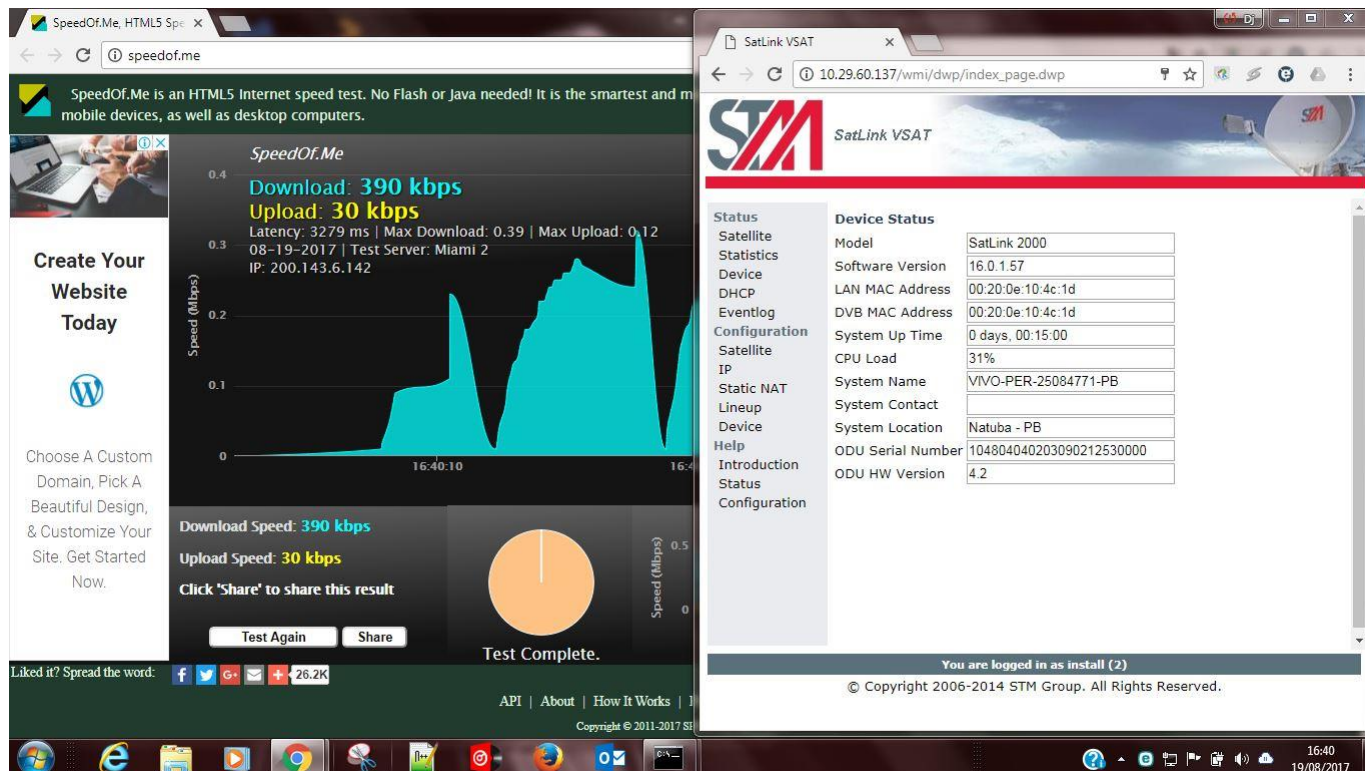 SpeedOf.Me, HTML5 Spe
speedof.me
SpeedOf.Me is an HTML5 Internet speed test. No Flash or Java needed! It is the smartest and m
mobile devices, as well as desktop computers.
Create Your
Website
Today
Choose A Custom
Domain, Pick A
Beautiful Design,
& Customize Your
Site. Get Started
Now.
SpeedOf.Me
Download: 390 kbps
Upload: 30 kbps
Latency: 3279 ms | Max Download: 0.39 | Max Upload: 0.12
08-19-2017 | Test Server: Miami 2
IP: 200.143.6.142
Speed (Mbps)
0.4
0.3
0.2
0.1
0
16:40:10
16:4
Download Speed: 390 kbps
Upload Speed: 30 kbps
Click 'Share' to share this result
Test Again
Share
Test Complete.
Speed (Mbps)
0.5
0
Liked it? Spread the word:
26.2K
API | About | How It Works |
Copyright © 2011-2017
Dj
SatLink VSAT
10.29.60.137/wmi/dwp/index_page.dwp
STM
SatLink VSAT
STM
Status
Satellite
Statistics
Device
DHCP
Eventlog
Configuration
Satellite
IP
Static NAT
Lineup
Device
Help
Introduction
Status
Configuration
Device Status
Model SatLink 2000
Software Version 16.0.1.57
LAN MAC Address 00:20:0e:10:4c:1d
DVB MAC Address 00:20:0e:10:4c:1d
System Up Time 0 days, 00:15:00
CPU Load 31%
System Name VIVO-PER-25084771-PB
System Contact
System Location Natuba - PB
ODU Serial Number 104804040203090212530000
ODU HW Version 4.2
You are logged in as install (2)
© Copyright 2006-2014 STM Group. All Rights Reserved.
16:40
19/08/2017